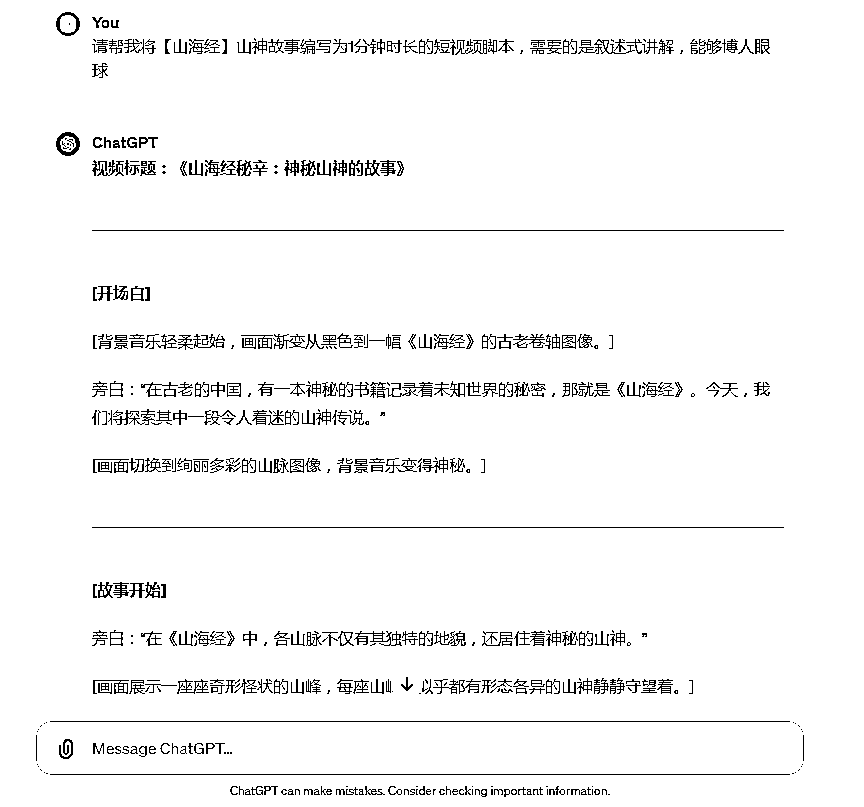 You
请帮我将【山海经】山神故事编写为1分钟时长的短视频脚本，需要的是叙述式讲解，能够博人眼
球
ChatGPT
视频标题：《山海经秘辛：神秘山神的故事》
[开场白]
[背景音乐轻柔起始，画面渐变从黑色到一幅《山海经》的古老卷轴图像。]
旁白：“在古老的中国，有一本神秘的书籍记录着未知世界的秘密，那就是《山海经》。今天，我
们将探索其中一段令人着迷的山神传说。”
[画面切换到绚丽多彩的山脉图像，背景音乐变得神秘。]
[故事开始]
旁白：“在《山海经》中，各山脉不仅有其独特的地貌，还居住着神秘的山神。”
[画面展示一座座奇形怪状的山峰，每座山 似乎都有形态各异的山神静静守望着。]
Message ChatGPT...
ChatGPT can make mistakes. Consider checking important information.